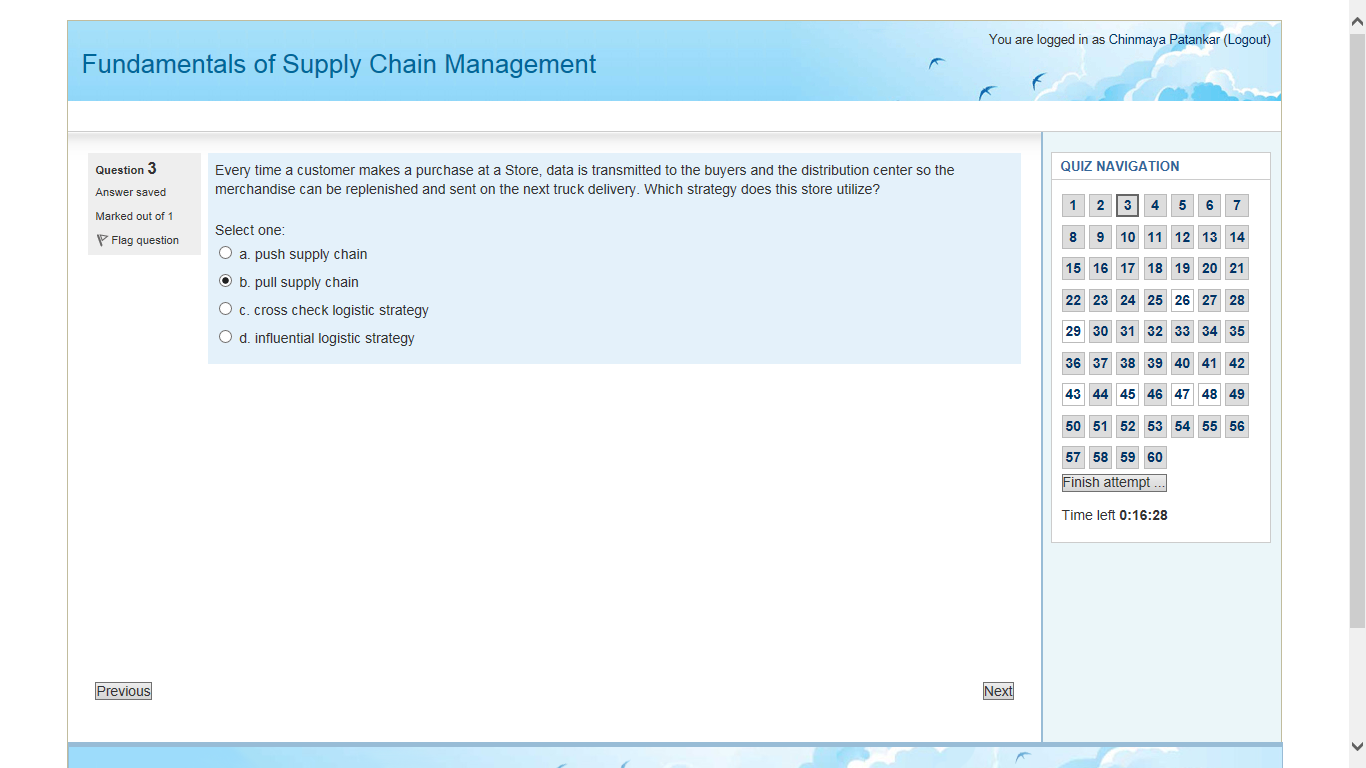 You are logged in as Chinmaya Patankar (Logout)
Fundamentals of Supply Chain Management
Question 3
Answer saved
Marked out of 1
Flag question
Every time a customer makes a purchase at a Store, data is transmitted to the buyers and the distribution center so the
merchandise can be replenished and sent on the next truck delivery. Which strategy does this store utilize?
Select one:
a. push supply chain
b. pull supply chain
c. cross check logistic strategy
d. influential logistic strategy
Previous
Next
QUIZ NAVIGATION
1 2 3 4 5 6 7
8 9 10 11 12 13 14
15 16 17 18 19 20 21
22 23 24 25 26 27 28
29 30 31 32 33 34 35
36 37 38 39 40 41 42
43 44 45 46 47 48 49
50 51 52 53 54 55 56
57 58 59 60
Finish attempt ...
Time left 0:16:28